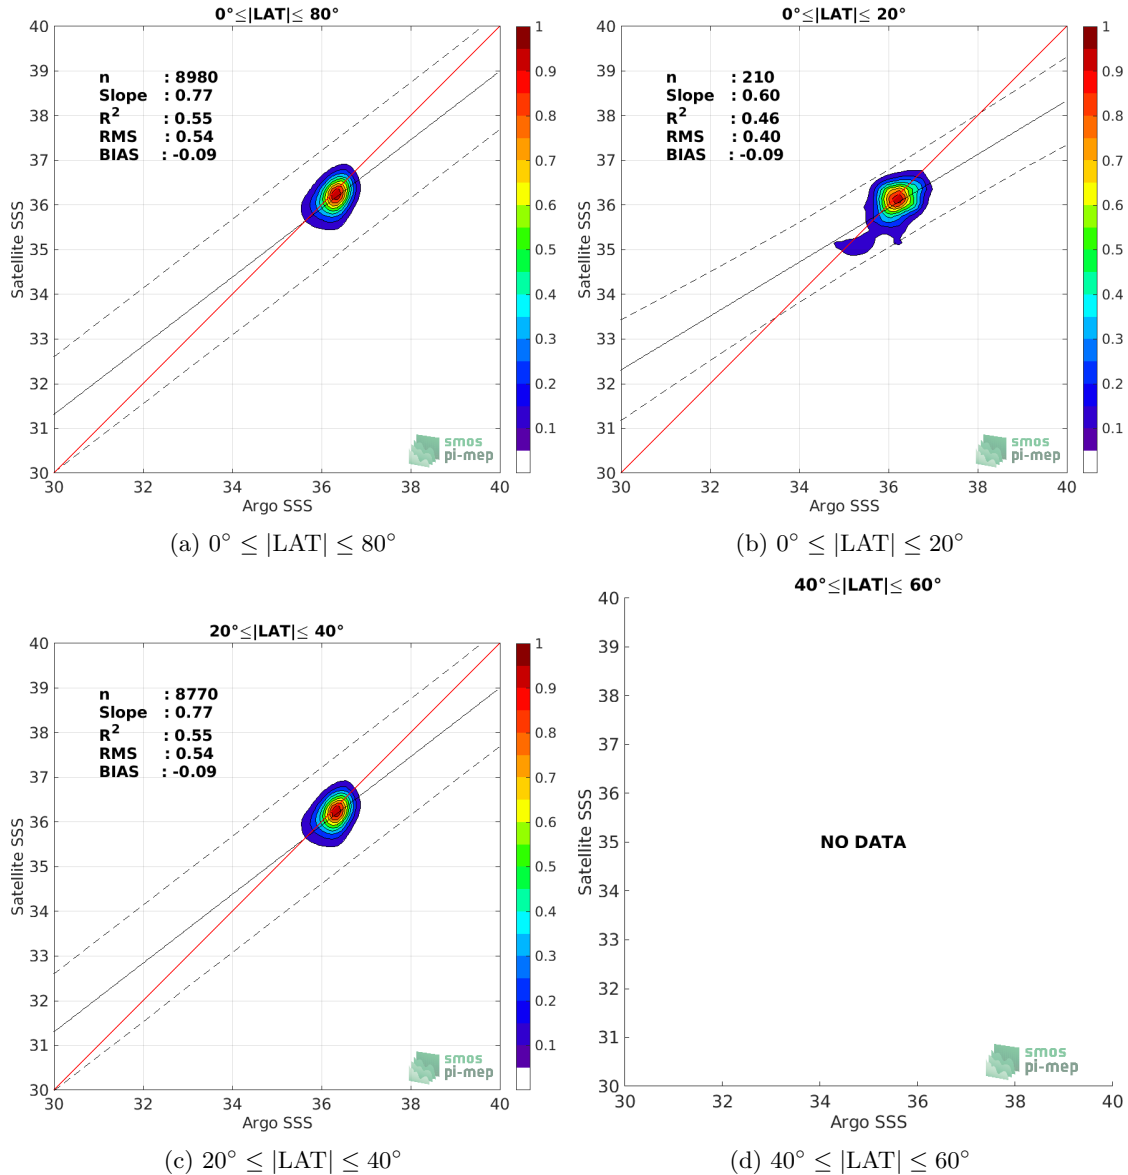 0°≤|LAT|≤ 80°
40
39
38
37
36
35
34
33
32
31
30
Satellite SSS
n : 8980
Slope : 0.77
R² : 0.55
RMS : 0.54
BIAS : -0.09
30 32 34 36 38 40
Argo SSS
1
0.9
0.8
0.7
0.6
0.5
0.4
0.3
0.2
0.1
smos
pi-mep
(a) 0° ≤ |LAT| ≤ 80°
0°≤|LAT|≤ 20°
40
39
38
37
36
35
34
33
32
31
30
Satellite SSS
n : 210
Slope : 0.60
R² : 0.46
RMS : 0.40
BIAS : -0.09
30 32 34 36 38 40
Argo SSS
1
0.9
0.8
0.7
0.6
0.5
0.4
0.3
0.2
0.1
smos
pi-mep
(b) 0° ≤ |LAT| ≤ 20°
20°≤|LAT|≤ 40°
40
39
38
37
36
35
34
33
32
31
30
Satellite SSS
n : 8770
Slope : 0.77
R² : 0.55
RMS : 0.54
BIAS : -0.09
30 32 34 36 38 40
Argo SSS
1
0.9
0.8
0.7
0.6
0.5
0.4
0.3
0.2
0.1
smos
pi-mep
(c) 20° ≤ |LAT| ≤ 40°
40°≤|LAT|≤ 60°
40
39
38
37
36
35
34
33
32
31
30
Satellite SSS
NO DATA
30 32 34 36 38 40
Argo SSS
smos
pi-mep
(d) 40° ≤ |LAT| ≤ 60°